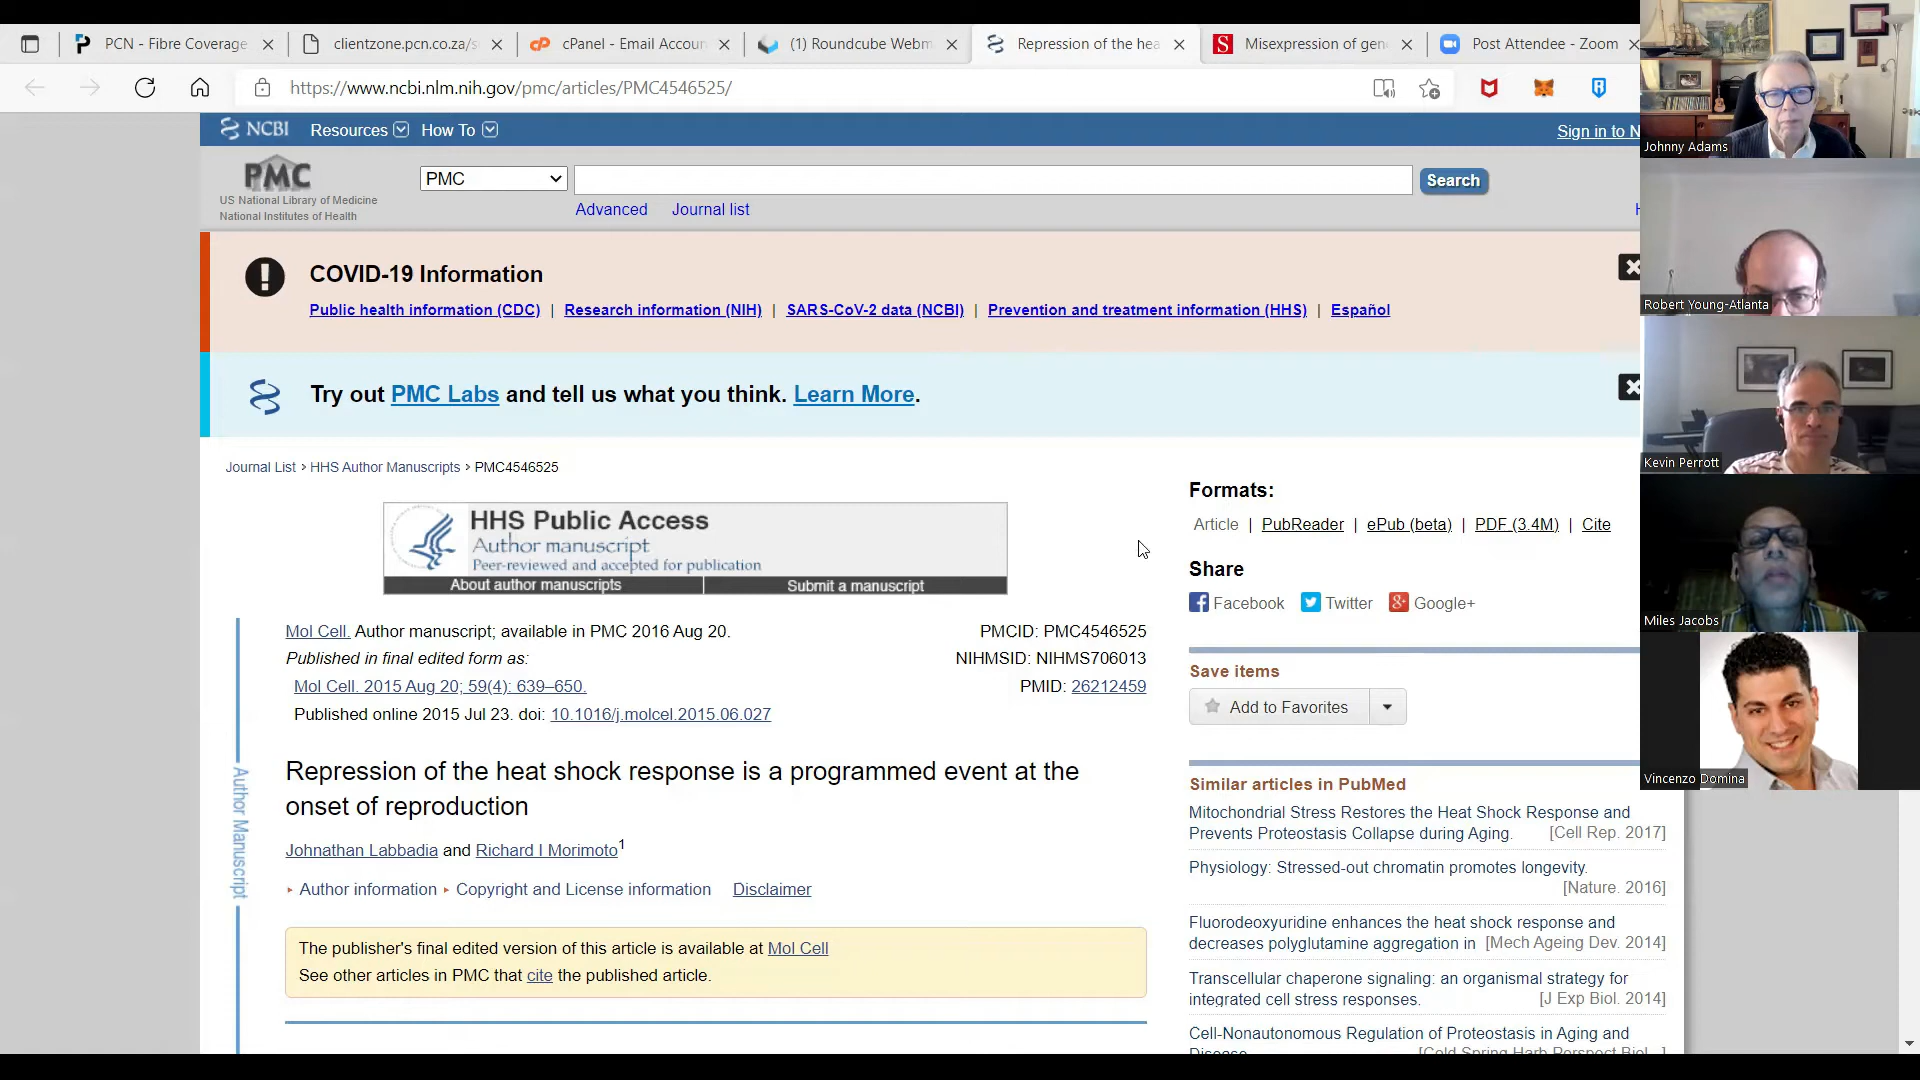 PCN - Fibre Coverage
clientzone.pcn.co.za/s
cPanel - Email Accoun
(1) Roundcube Webm
Repression of the hea
Misexpression of gen
Post Attendee - Zoom
https://www.ncbi.nlm.nih.gov/pmc/articles/PMC4546525/
NCBI Resources How To
Sign in to N
PMC
US National Library of Medicine
National Institutes of Health
PMC
Search
Advanced Journal list
COVID-19 Information
Public health information (CDC) | Research information (NIH) | SARS-CoV-2 data (NCBI) | Prevention and treatment information (HHS) | Español
Try out PMC Labs and tell us what you think. Learn More.
Journal List > HHS Author Manuscripts > PMC4546525
HHS Public Access
Author manuscript
Peer-reviewed and accepted for publication
About author manuscripts Submit a manuscript
Mol Cell. Author manuscript; available in PMC 2016 Aug 20.
Published in final edited form as:
Mol Cell. 2015 Aug 20; 59(4): 639–650.
Published online 2015 Jul 23. doi: 10.1016/j.molcel.2015.06.027
PMCID: PMC4546525
NIHMSID: NIHMS706013
PMID: 26212459
Author Manuscript
Repression of the heat shock response is a programmed event at the
onset of reproduction
Johnathan Labbadia and Richard I Morimoto1
Author information Copyright and License information Disclaimer
The publisher's final edited version of this article is available at Mol Cell
See other articles in PMC that cite the published article.
Formats:
Article | PubReader | ePub (beta) | PDF (3.4M) | Cite
Share
Facebook Twitter Google+
Save items
Add to Favorites
Similar articles in PubMed
Mitochondrial Stress Restores the Heat Shock Response and
Prevents Proteostasis Collapse during Aging. [Cell Rep. 2017]
Physiology: Stressed-out chromatin promotes longevity.
[Nature. 2016]
Fluorodeoxyuridine enhances the heat shock response and
decreases polyglutamine aggregation in [Mech Ageing Dev. 2014]
Transcellular chaperone signaling: an organismal strategy for
integrated cell stress responses. [J Exp Biol. 2014]
Cell-Nonautonomous Regulation of Proteostasis in Aging and
Disease. [Cold Spring Harb Perspect Biol...]
Johnny Adams
Robert Young-Atlanta
Kevin Perrott
Miles Jacobs
Vincenzo Domina